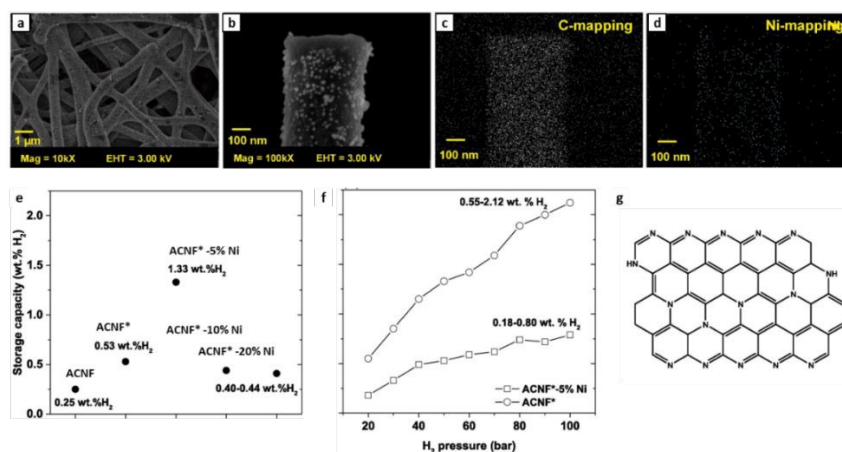 a
1 µm
Mag = 10kX EHT = 3.00 kV
b
100 nm
Mag = 100kX EHT = 3.00 kV
c
C-mapping
100 nm
d
Ni-mapping
100 nm
e
Storage capacity (wt.% H2)
2.0
1.5
1.0
0.5
0.0
ACNF* -5% Ni
1.33 wt.%H2
ACNF*
0.53 wt.%H2
ACNF* -10% Ni
ACNF* -20% Ni
ACNF
0.25 wt.%H2
0.40-0.44 wt.%H2
f
0.55-2.12 wt. % H2
0.18-0.80 wt. % H2
ACNF*-5% Ni
ACNF*
20 40 60 80 100
H2 pressure (bar)
g
N N N N N
HN
NH
N
N N
N
N
N N N N N